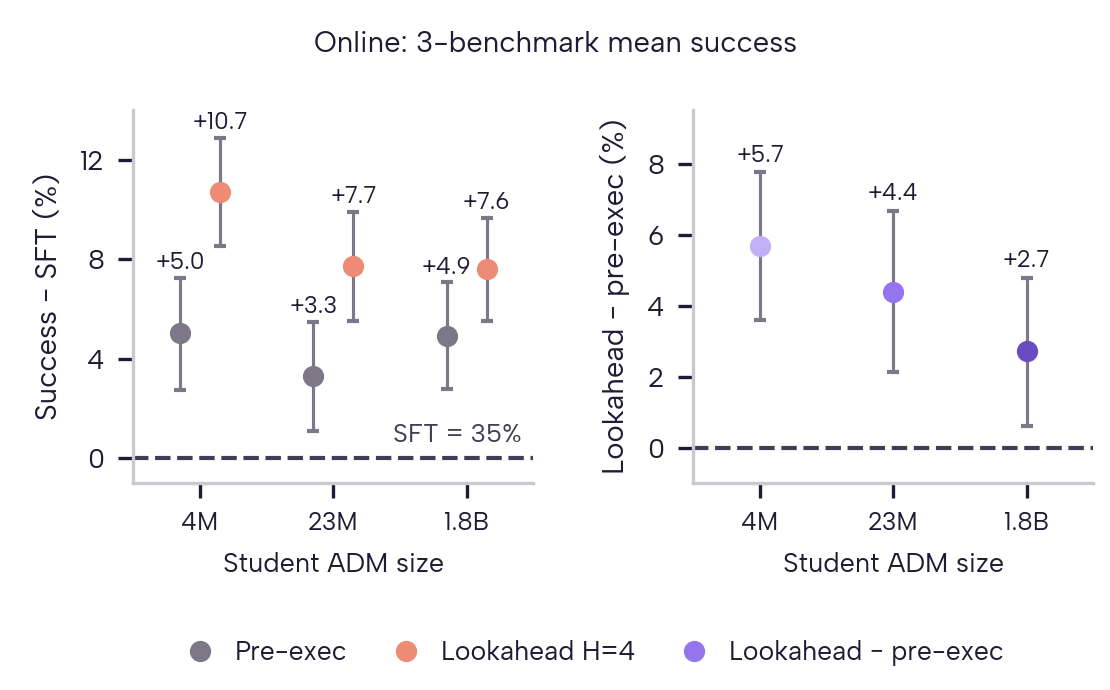 Online: 3-benchmark mean success
Success - SFT (%)
12
8
4
0
+10.7
+5.0
+7.7
+3.3
+7.6
+4.9
SFT = 35%
4M
23M
1.8B
Student ADM size
Lookahead - pre-exec (%)
8
6
4
2
0
+5.7
+4.4
+2.7
4M
23M
1.8B
Student ADM size
Pre-exec
Lookahead H=4
Lookahead - pre-exec